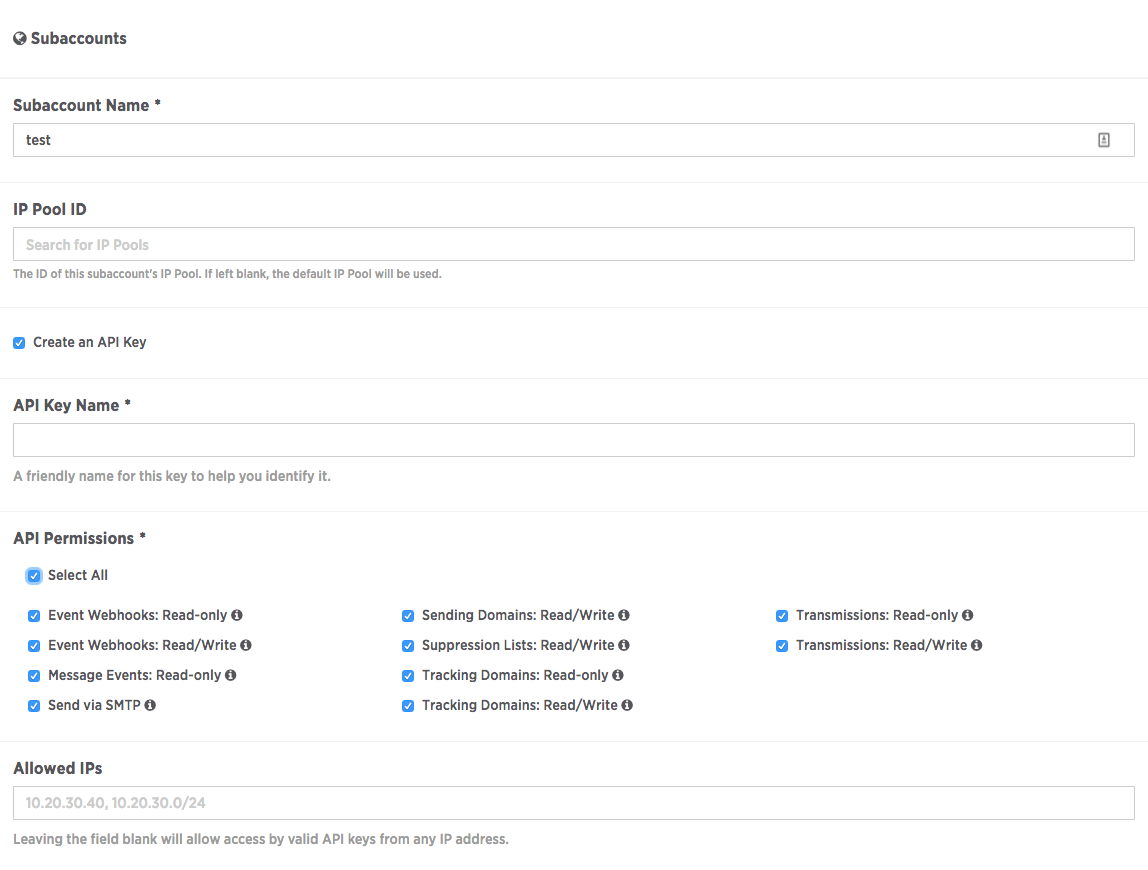 Subaccounts
Subaccount Name *
test
IP Pool ID
Search for IP Pools
The ID of this subaccount's IP Pool. If left blank, the default IP Pool will be used.
Create an API Key
API Key Name *
A friendly name for this key to help you identify it.
API Permissions *
Select All
Event Webhooks: Read-only
Sending Domains: Read/Write
Transmissions: Read-only
Event Webhooks: Read/Write
Suppression Lists: Read/Write
Transmissions: Read/Write
Message Events: Read-only
Tracking Domains: Read-only
Send via SMTP
Tracking Domains: Read/Write
Allowed IPs
10.20.30.40, 10.20.30.0/24
Leaving the field blank will allow access by valid API keys from any IP address.